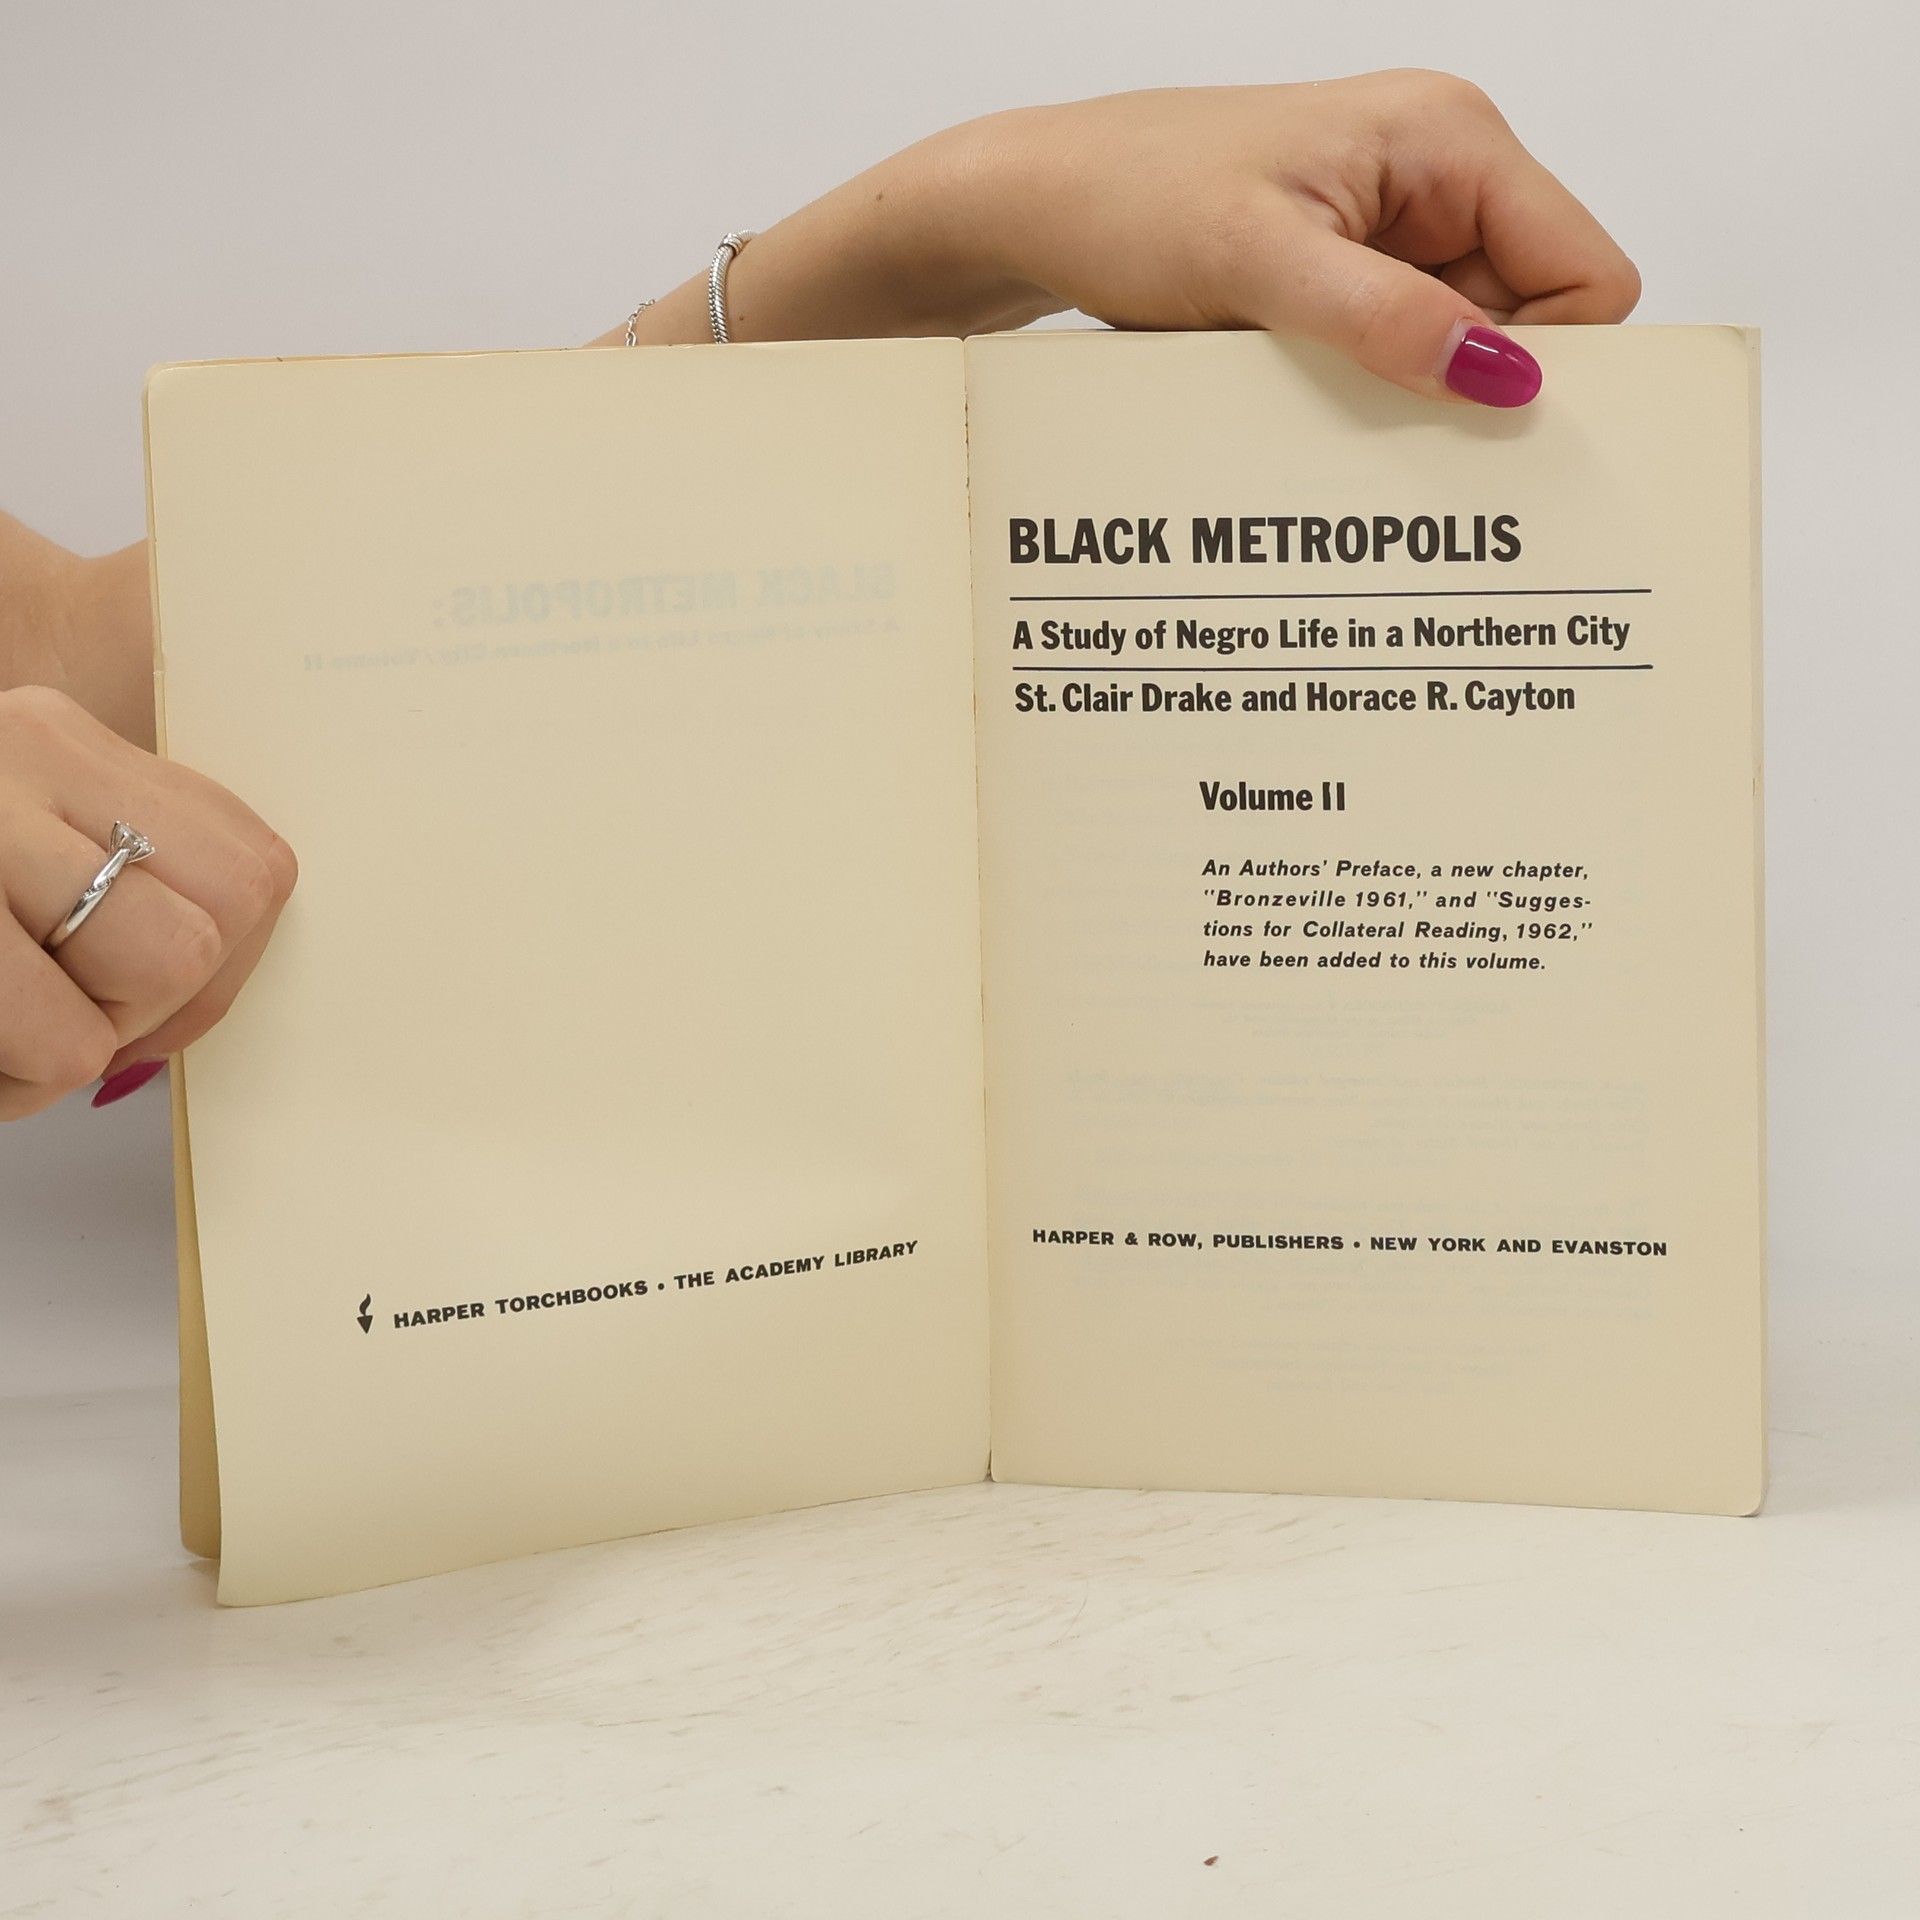 HARPER TORCHBOOKS • THE ACADEMY LIBRARY
BLACK METROPOLIS
A Study of Negro Life in a Northern City
St. Clair Drake and Horace R. Cayton
Volume II
An Authors' Preface, a new chapter,
"Bronzeville 1961," and "Sugges-
tions for Collateral Reading, 1962,"
have been added to this volume.
HARPER & ROW, PUBLISHERS • NEW YORK AND EVANSTON